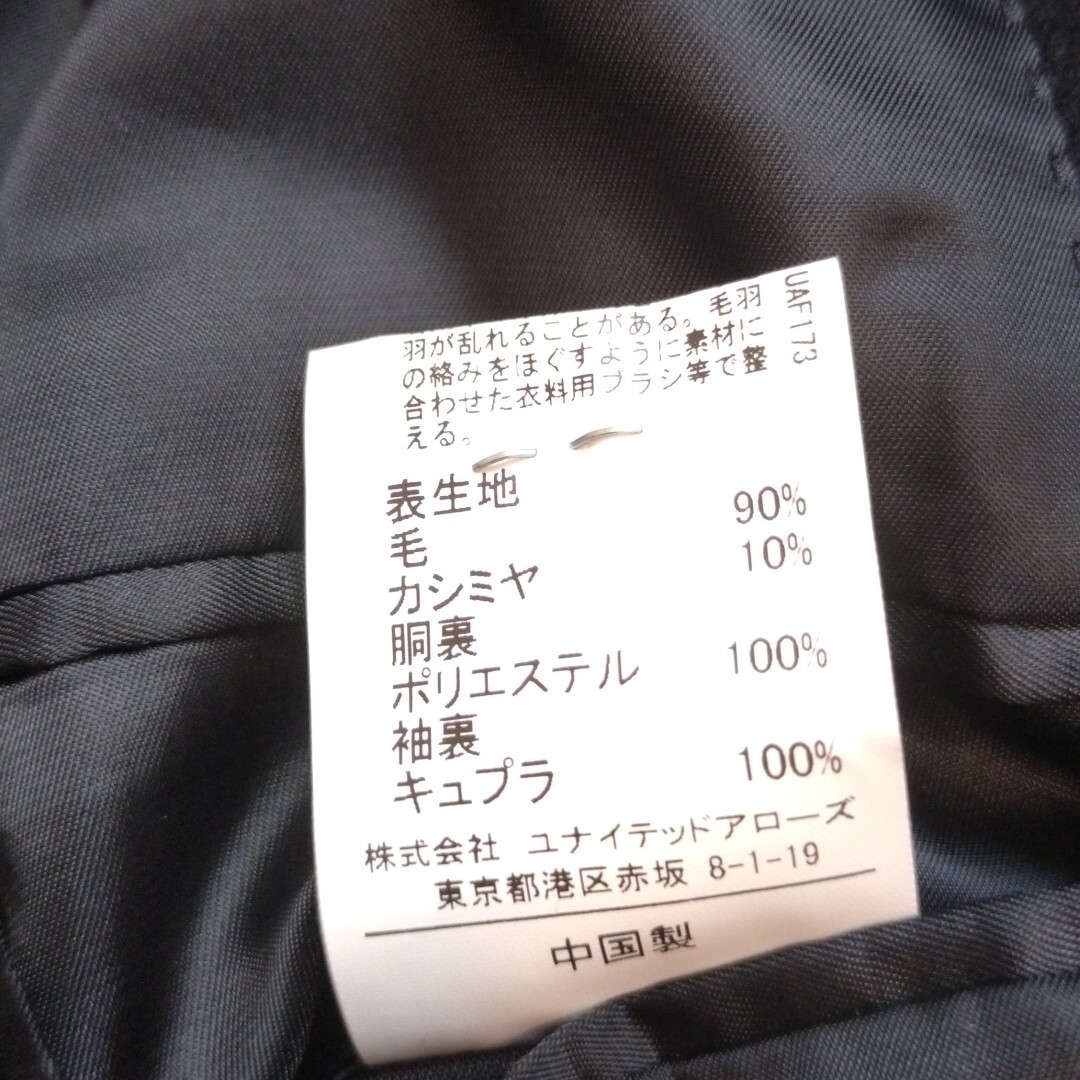 羽が乱れることがある。毛羽
の絡みをほぐすように素材に
合わせた衣料用ブラシ等で整
える。
UAF173
表生地
毛 90%
カシミヤ 10%
胴裏
ポリエステル 100%
袖裏
キュプラ 100%
株式会社 ユナイテッドアローズ
東京都港区赤坂 8-1-19
中国製